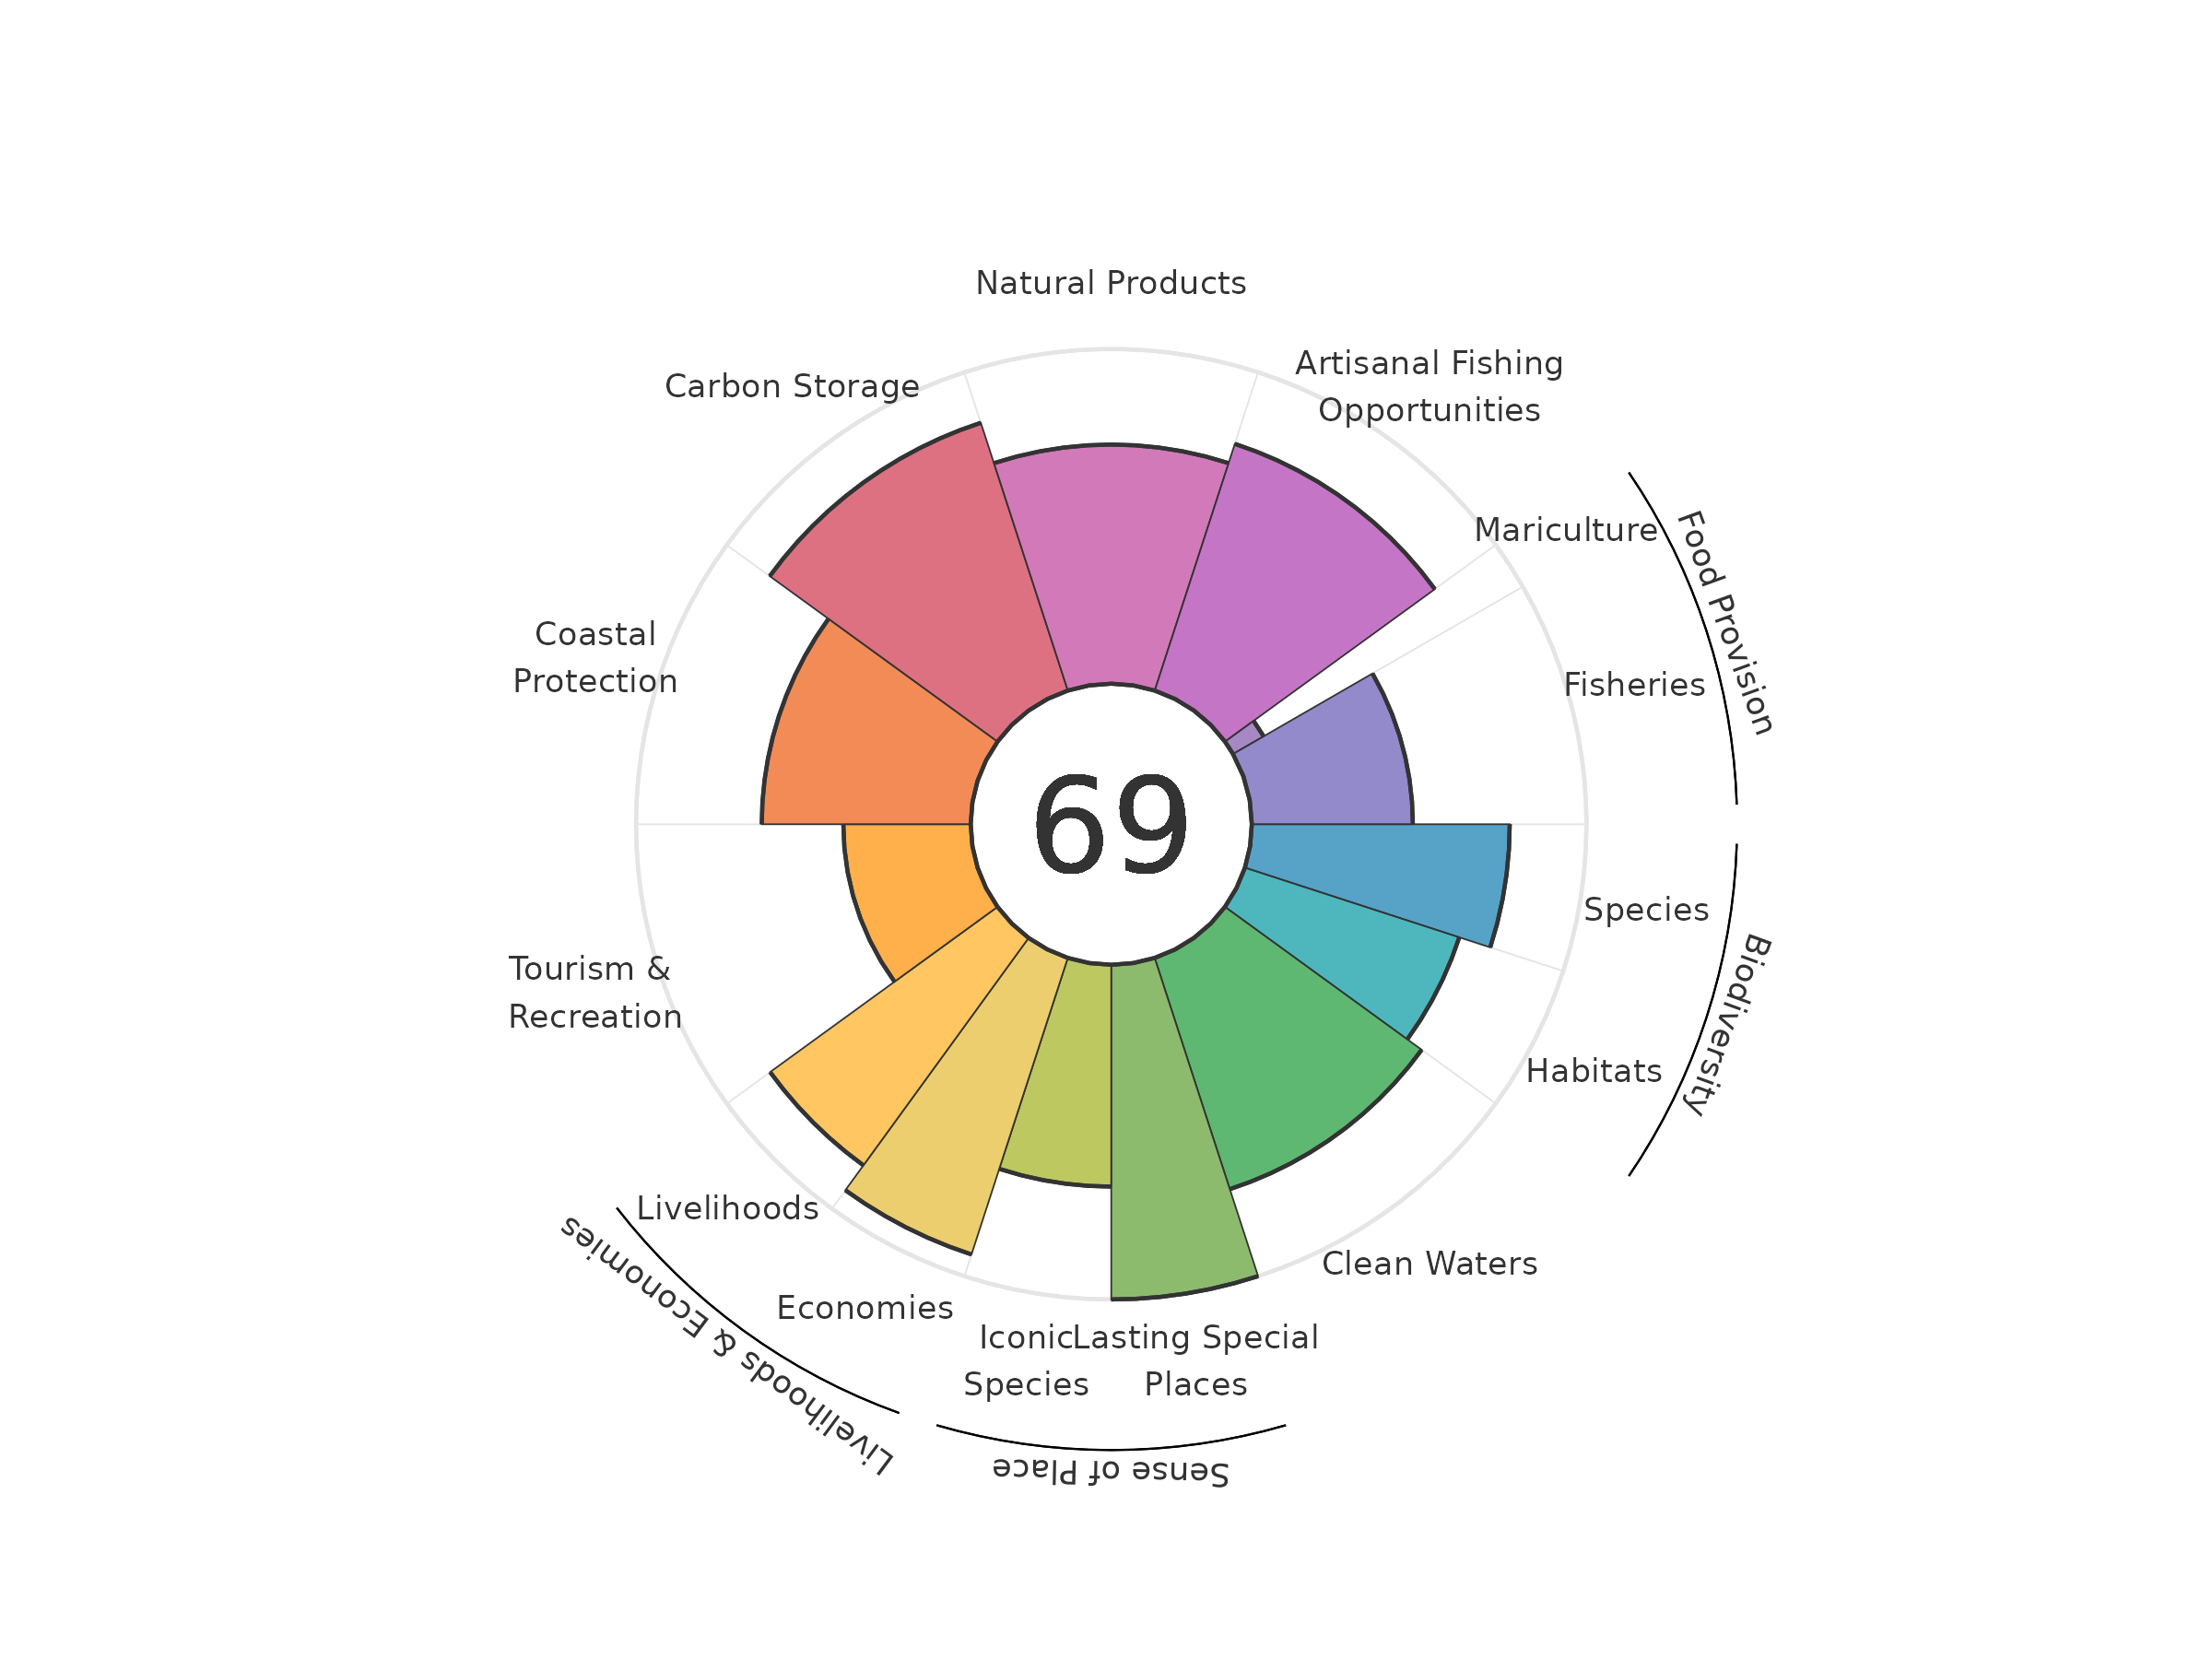 Natural Products
Carbon Storage
Artisanal Fishing
Opportunities
Mariculture
Food Provision
Coastal
Protection
Fisheries
69
Species
Biodiversity
Tourism &
Recreation
Habitats
Livelihoods
Clean Waters
Economies
Livelihoods & Economies
Iconic
Species
Lasting Special
Places
Sense of Place